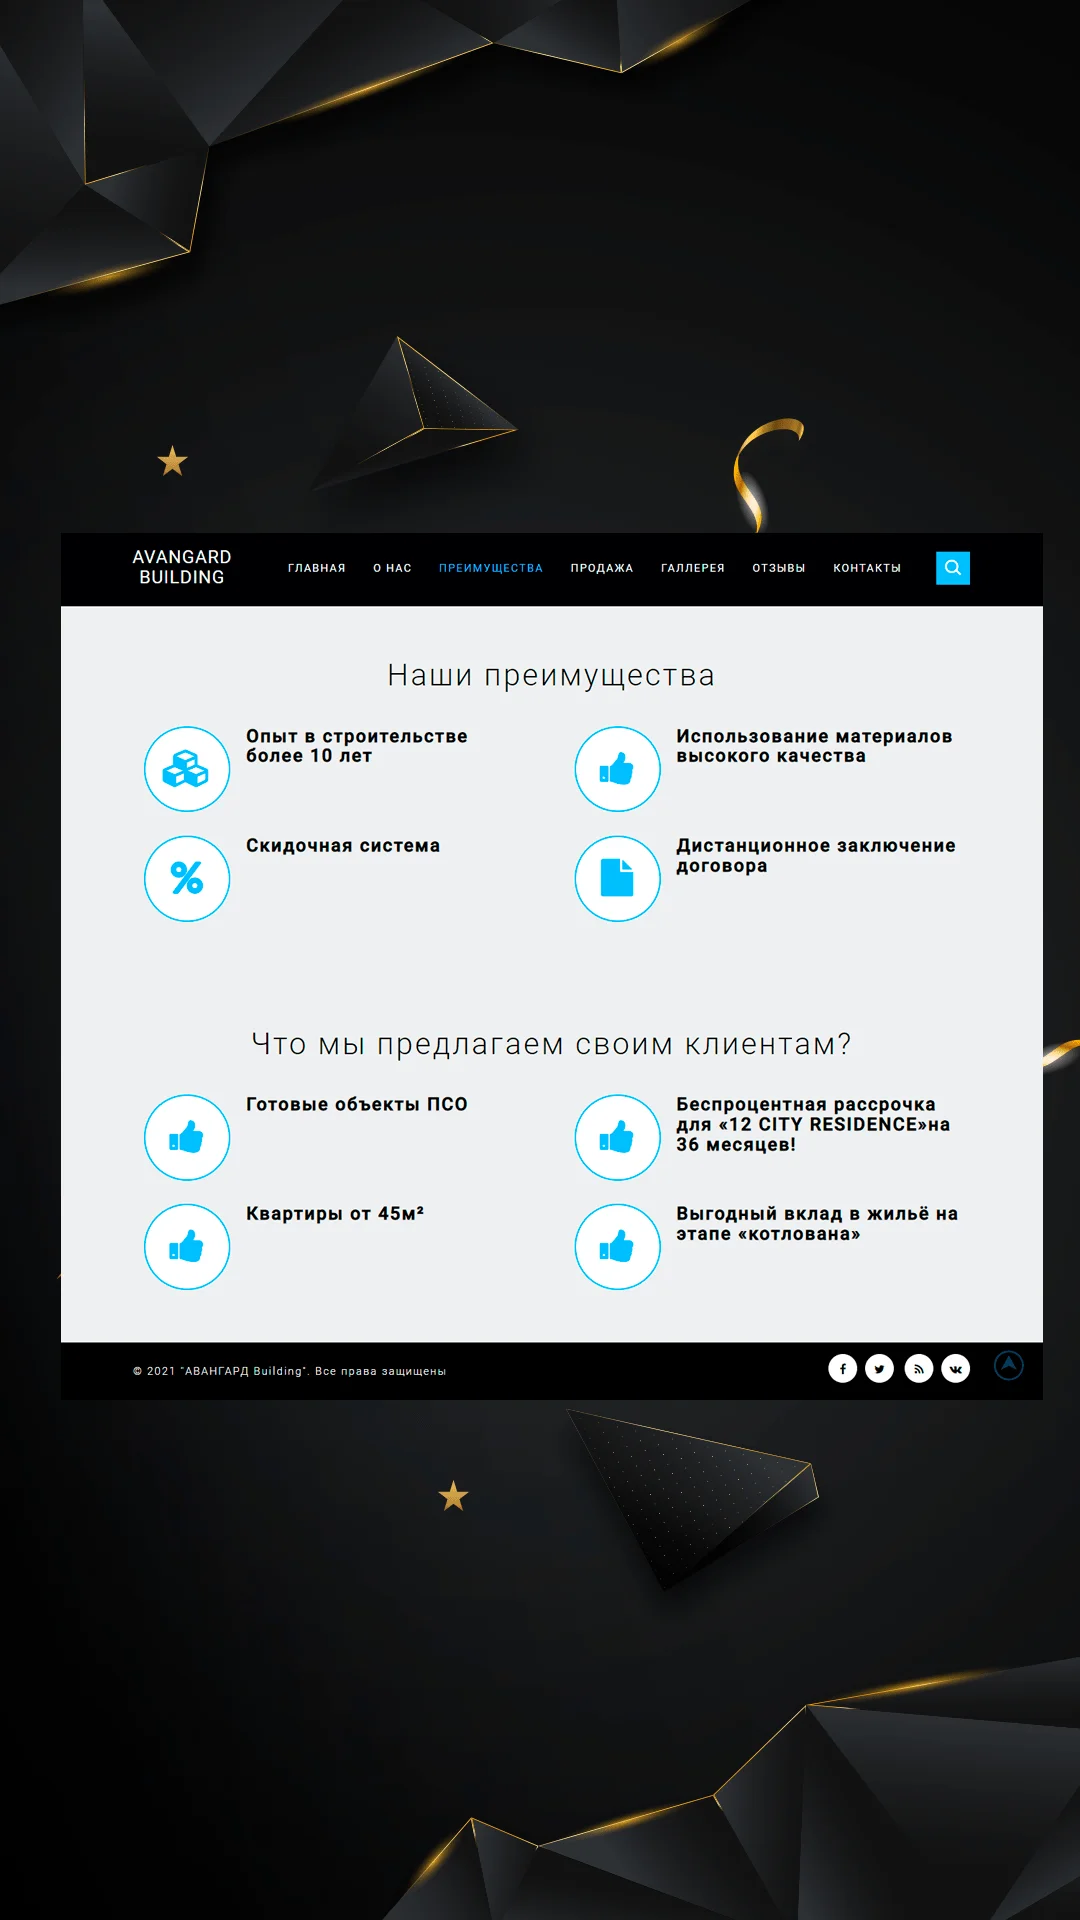 AVANGARD
BUILDING
ГЛАВНАЯ О НАС ПРЕИМУЩЕСТВА ПРОДАЖА ГАЛЛЕРЕЯ ОТЗЫВЫ КОНТАКТЫ
Наши преимущества
Опыт в строительстве
более 10 лет
Использование материалов
высокого качества
Скидочная система
Дистанционное заключение
договора
Что мы предлагаем своим клиентам?
Готовые объекты ПСО
Беспроцентная рассрочка
для «12 CITY RESIDENCE»на
36 месяцев!
Квартиры от 45м²
Выгодный вклад в жильё на
этапе «котлована»
© 2021 "АВАНГАРД Building". Все права защищены